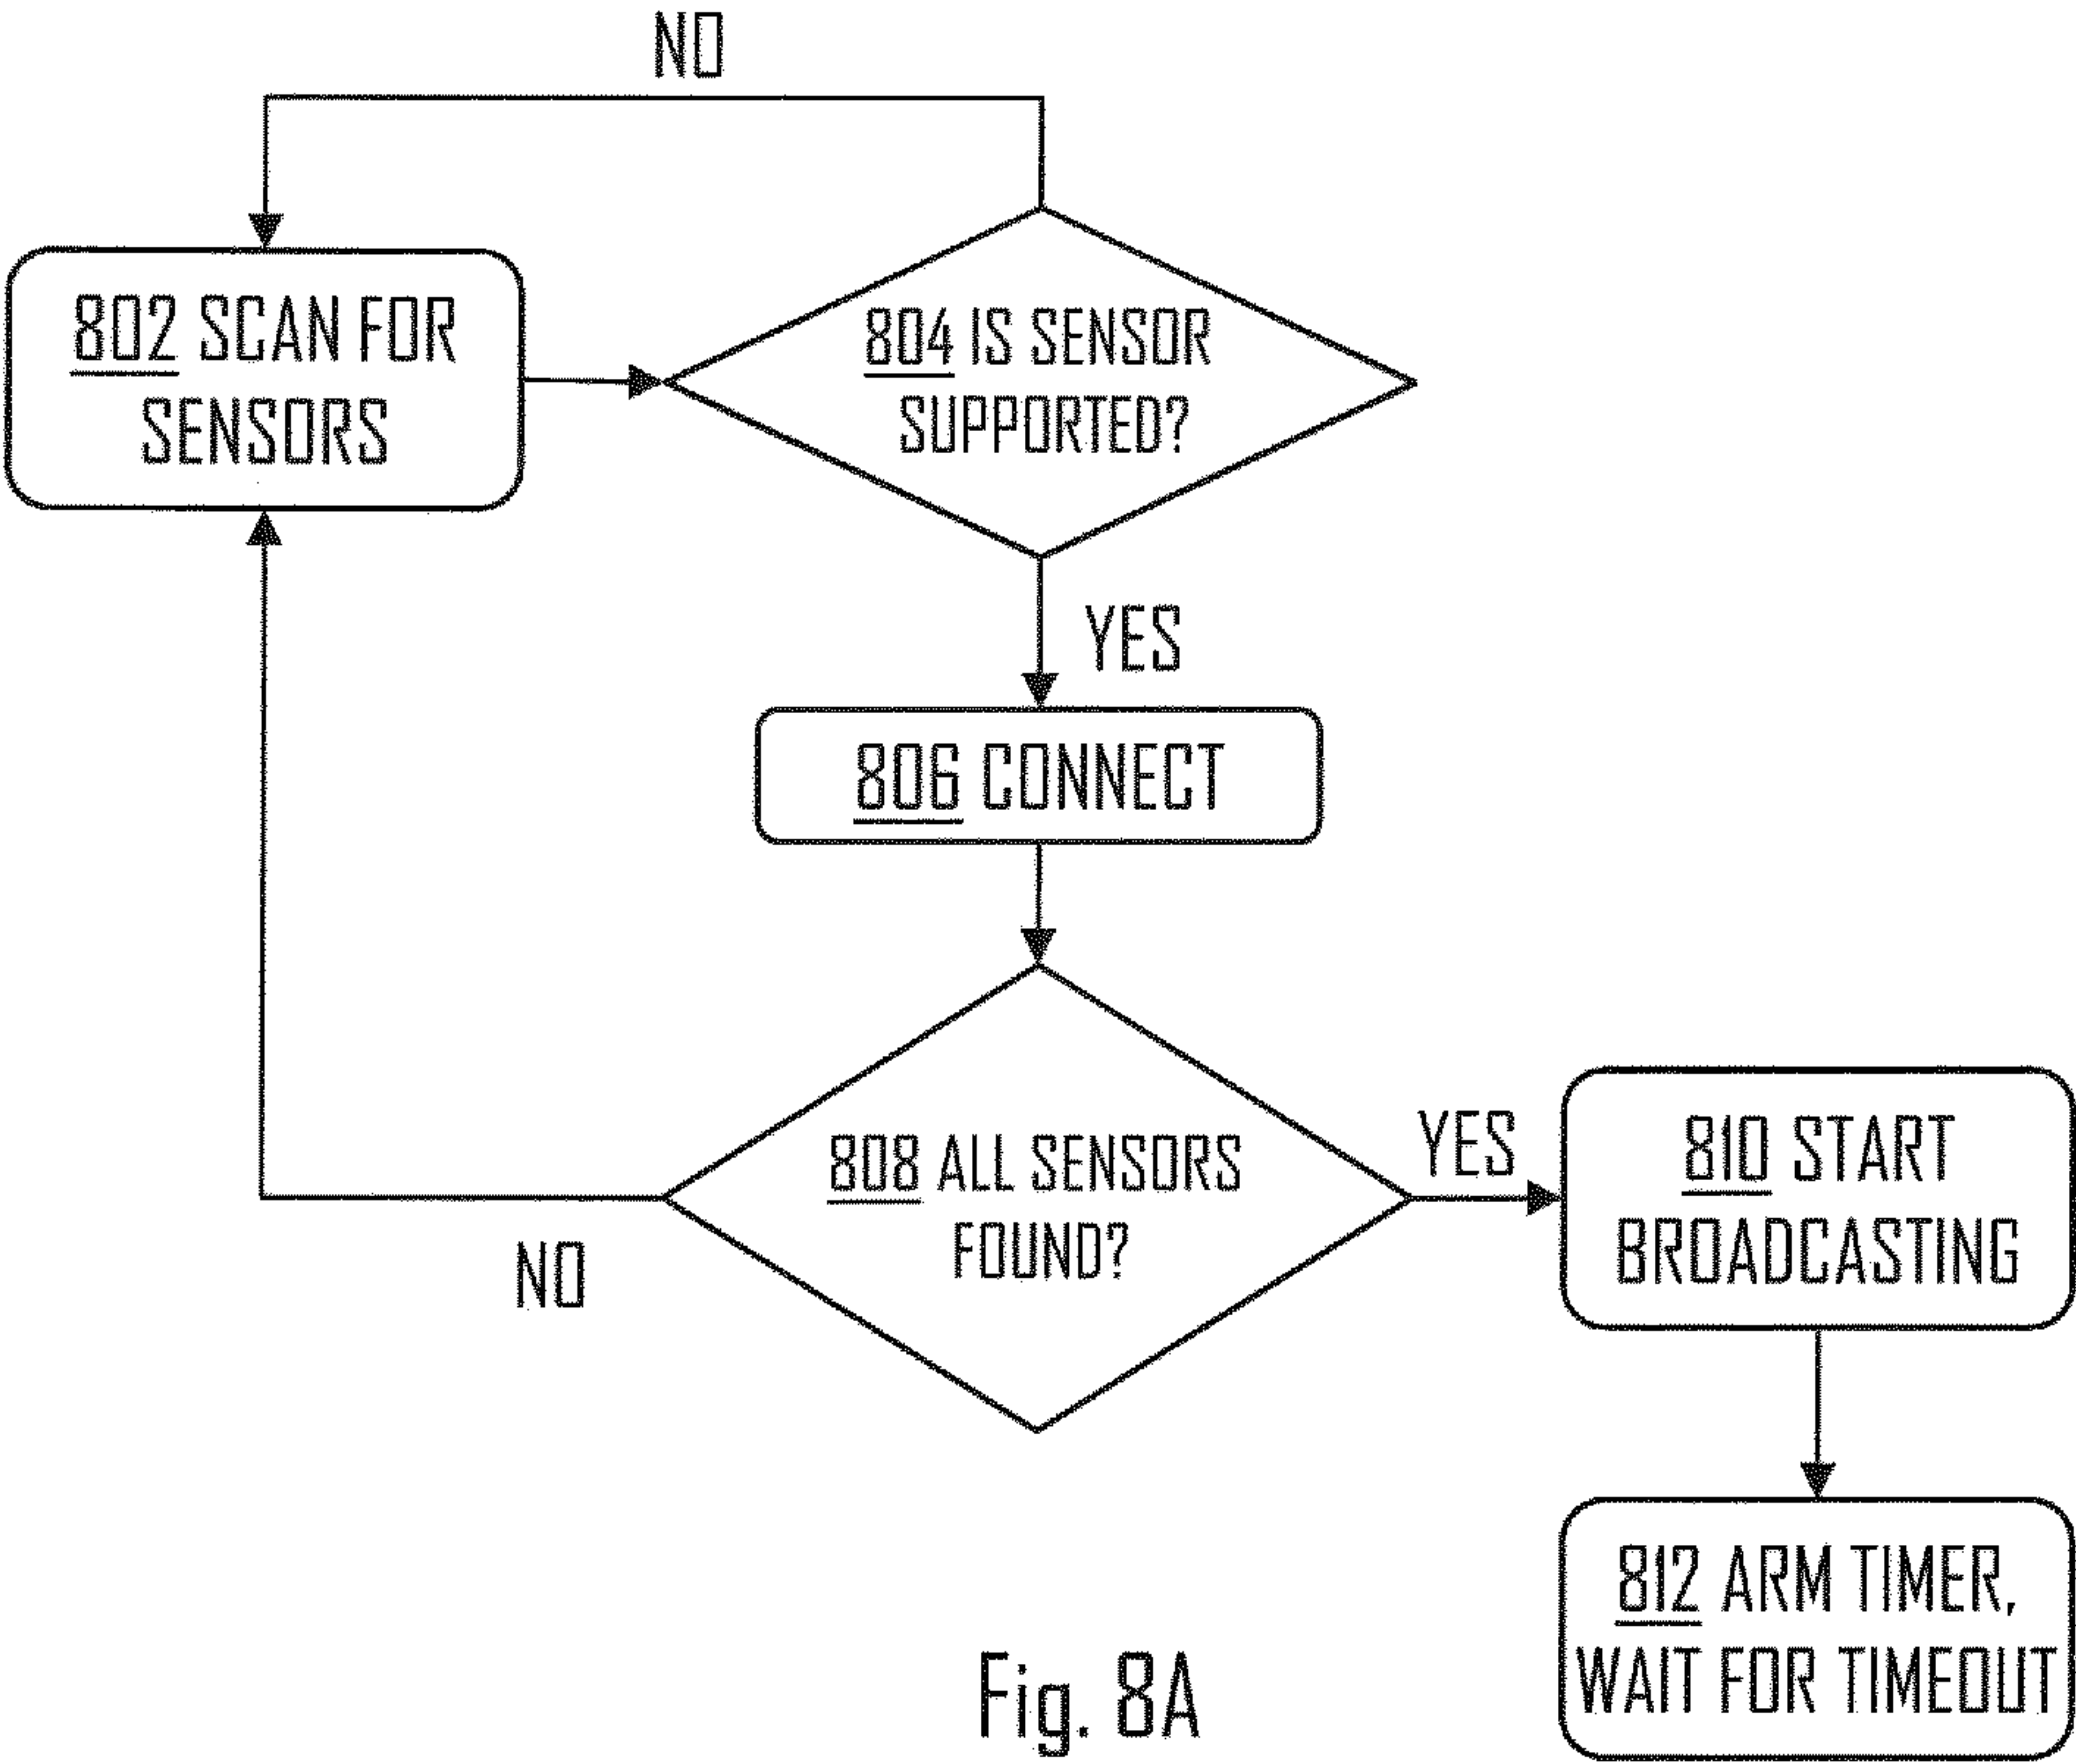 NO
802 SCAN FOR
SENSORS
804 IS SENSOR
SUPPORTED?
YES
806 CONNECT
808 ALL SENSORS
FOUND?
NO
YES
810 START
BROADCASTING
812 ARM TIMER,
WAIT FOR TIMEOUT
Fig. 8A